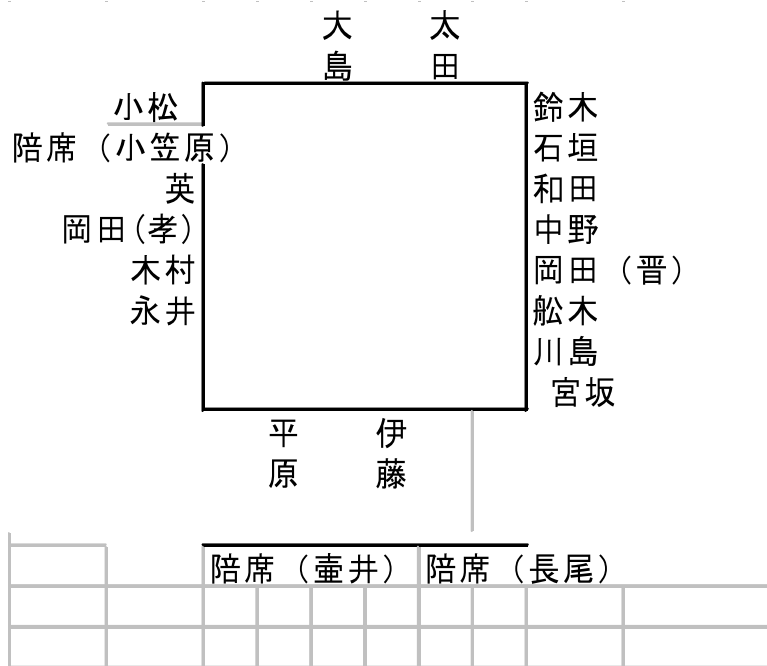 大島
太田
小松
陪席（小笠原）
英
岡田(孝)
木村
永井
鈴木
石垣
和田
中野
岡田（晋）
舩木
川島
宮坂
平原
伊藤
陪席（壷井）
陪席（長尾）